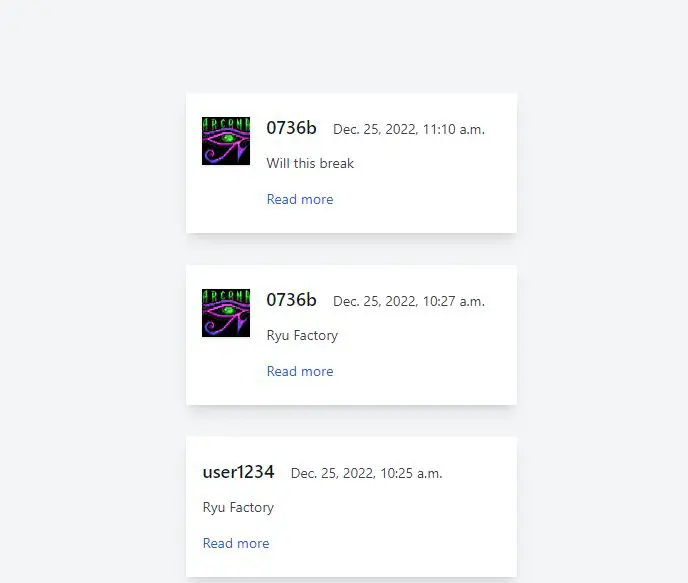 ARCANA
0736b Dec. 25, 2022, 11:10 a.m.
Will this break
Read more
ARCANA
0736b Dec. 25, 2022, 10:27 a.m.
Ryu Factory
Read more
user1234 Dec. 25, 2022, 10:25 a.m.
Ryu Factory
Read more